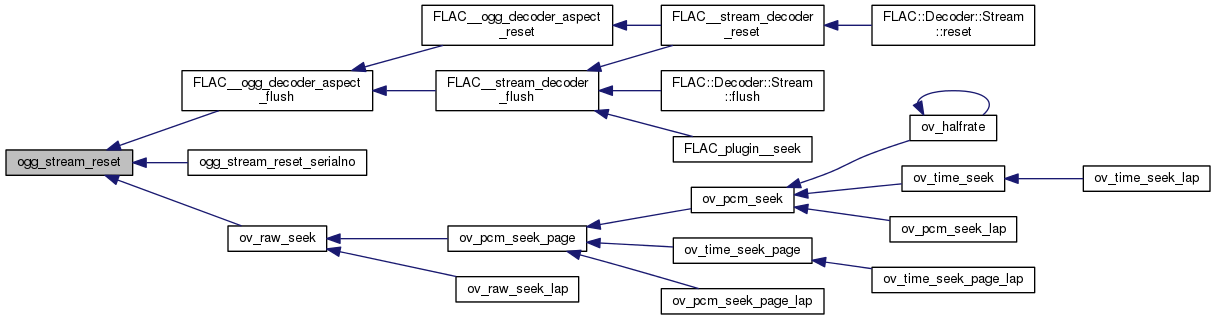 FLAC__ogg_decoder_aspect
_reset
FLAC__stream_decoder
_reset
FLAC::Decoder::Stream
::reset
FLAC__ogg_decoder_aspect
_flush
FLAC__stream_decoder
_flush
FLAC::Decoder::Stream
::flush
ov_halfrate
FLAC_plugin__seek
ogg_stream_reset
ogg_stream_reset_serialno
ov_time_seek
ov_time_seek_lap
ov_pcm_seek
ov_pcm_seek_lap
ov_raw_seek
ov_pcm_seek_page
ov_time_seek_page
ov_time_seek_page_lap
ov_raw_seek_lap
ov_pcm_seek_page_lap